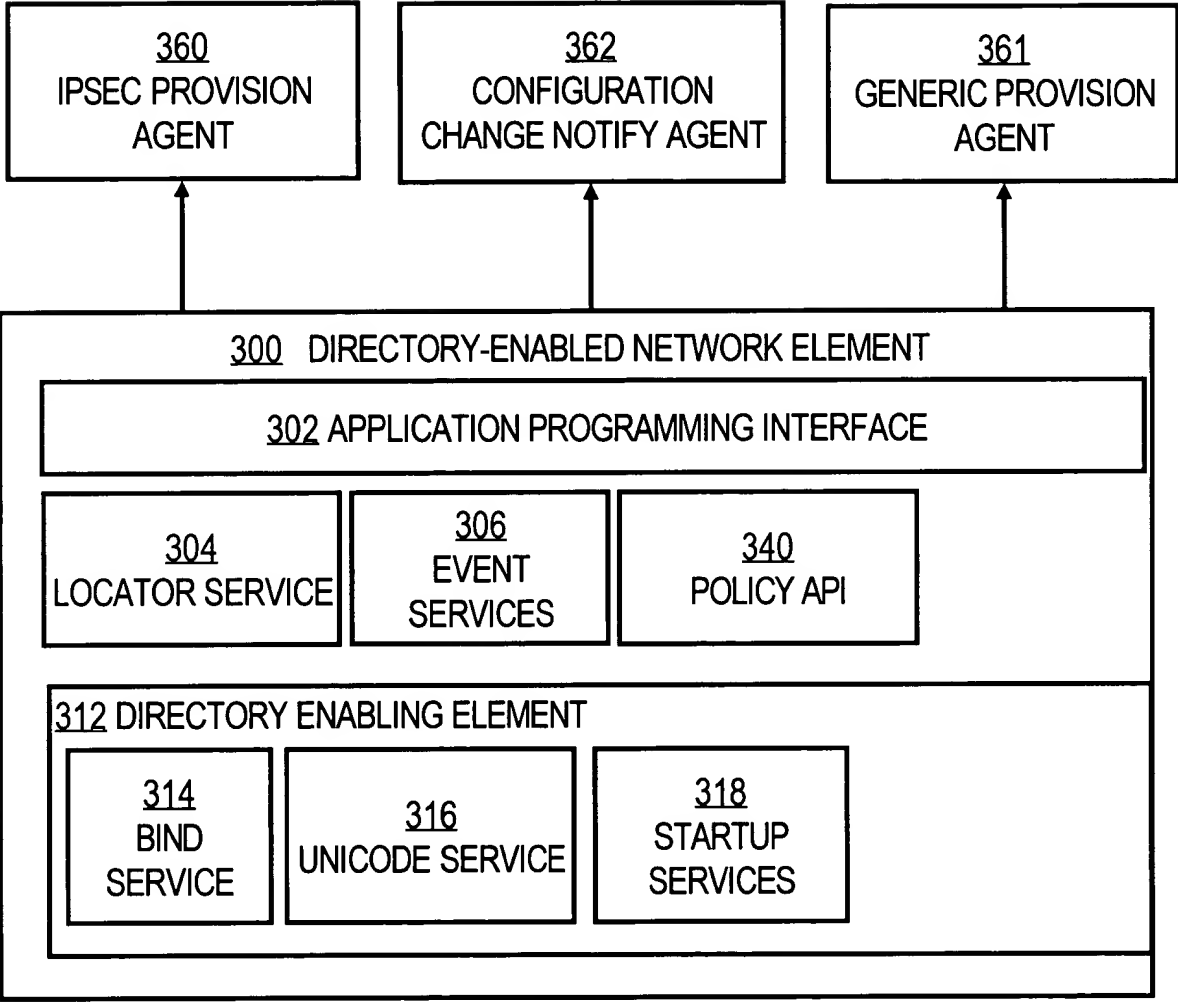 360
IPSEC PROVISION
AGENT
362
CONFIGURATION
CHANGE NOTIFY AGENT
361
GENERIC PROVISION
AGENT
300 DIRECTORY-ENABLED NETWORK ELEMENT
302 APPLICATION PROGRAMMING INTERFACE
304
LOCATOR SERVICE
306
EVENT
SERVICES
340
POLICY API
312 DIRECTORY ENABLING ELEMENT
314
BIND
SERVICE
316
UNICODE SERVICE
318
STARTUP
SERVICES